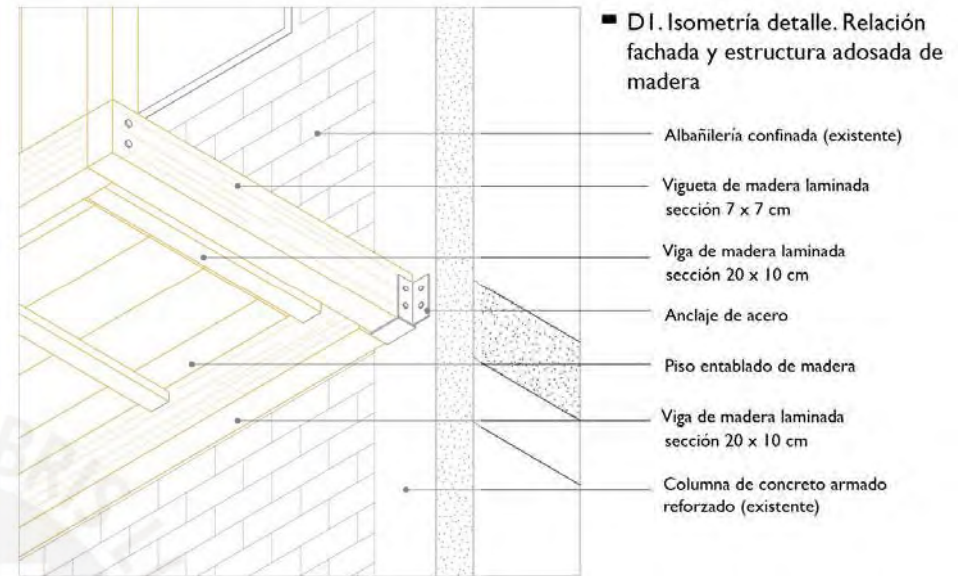 D1. Isometría detalle. Relación
fachada y estructura adosada de
madera
Albañilería confinada (existente)
Vigueta de madera laminada
sección 7 x 7 cm
Viga de madera laminada
sección 20 x 10 cm
Anclaje de acero
Piso entablado de madera
Viga de madera laminada
sección 20 x 10 cm
Columna de concreto armado
reforzado (existente)